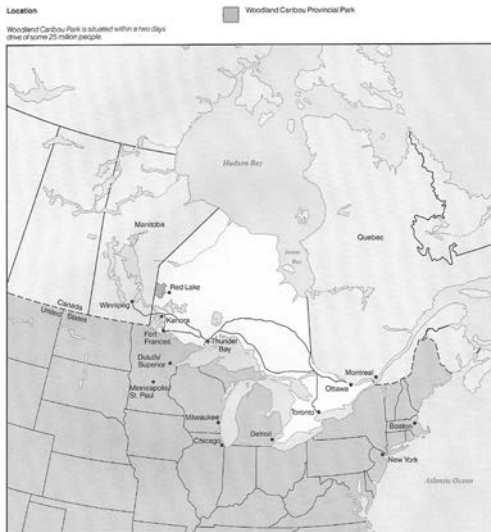 Location
Woodland Caribou Provincial Park
Woodland Caribou Park is situated within a two days
drive of some 25 million people.
Hudson Bay
Manitoba
Quebec
James
Bay
Red Lake
Winnipeg
Canada
United States
Kenora
Fort
Frances
Thunder
Bay
Duluth/
Superior
Montreal
Ottawa
Minneapolis/
St. Paul
Toronto
Milwaukee
Boston
Detroit
Chicago
New York
Atlantic Ocean